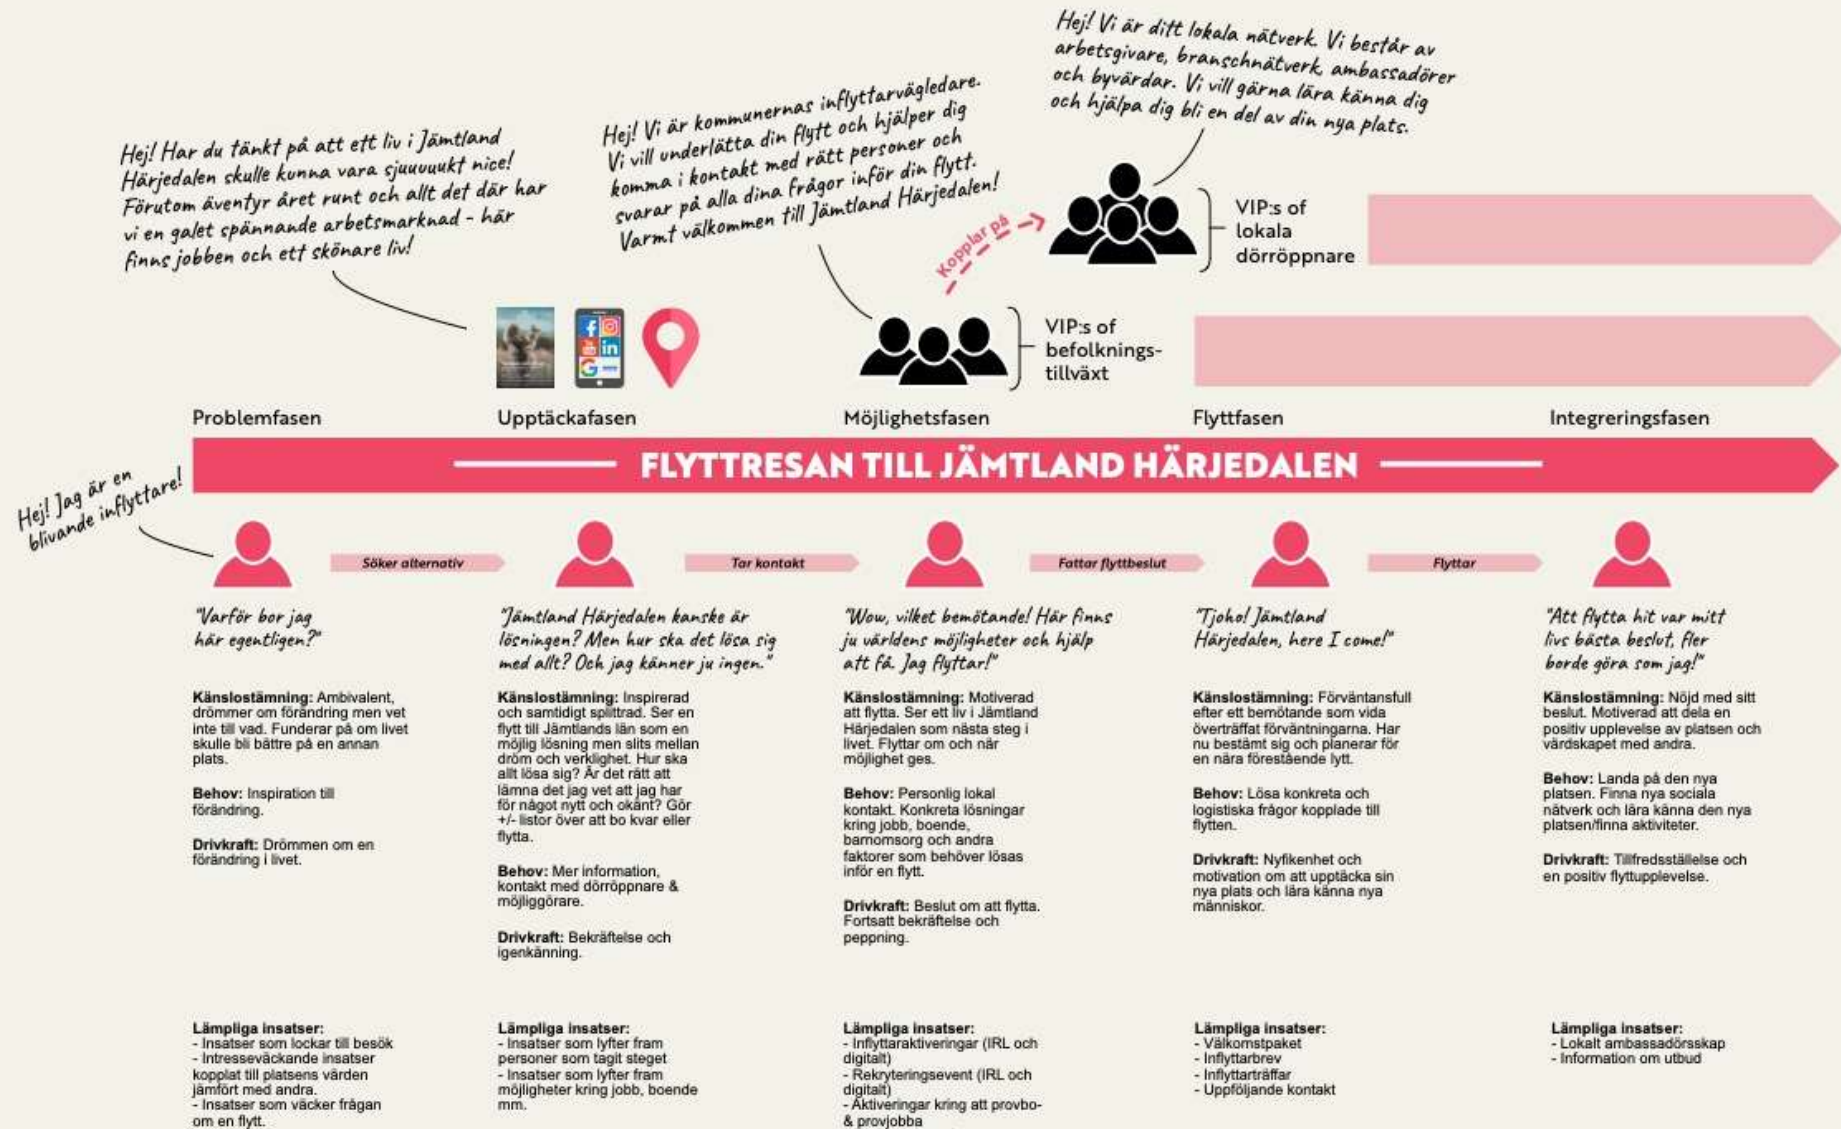 Hej! Har du tänkt på att ett liv i Jämtland
Härjedalen skulle kunna vara sjuuuuukt nice!
Förutom äventyr året runt och allt det där har
vi en galet spännande arbetsmarknad - här
finns jobben och ett skönare liv!
Hej! Vi är kommunernas inflyttarvägledare.
Vi vill underlätta din flytt och hjälper dig
komma i kontakt med rätt personer och
svarar på alla dina frågor inför din flytt.
Varmt välkommen till Jämtland Härjedalen!
Hej! Vi är ditt lokala nätverk. Vi består av
arbetsgivare, branschnätverk, ambassadörer
och byvärdar. Vi vill gärna lära känna dig
och hjälpa dig bli en del av din nya plats.
Kopplar på
VIP:s of
lokala
dörröppnare
VIP:s of
befolknings-
tillväxt
Problemfasen
Upptäckafasen
Möjlighetsfasen
Flyttfasen
Integreringsfasen
FLYTTRESAN TILL JÄMTLAND HÄRJEDALEN
Hej! Jag är en
blivande inflyttare!
Söker alternativ
Tar kontakt
Fattar flyttbeslut
Flyttar
"Varför bor jag
här egentligen?"
Känslostämning: Ambivalent,
drömmer om förändring men vet
inte till vad. Funderar på om livet
skulle bli bättre på en annan
plats.
Behov: Inspiration till
förändring.
Drivkraft: Drömmen om en
förändring i livet.
Lämpliga insatser:
- Insatser som lockar till besök
- Intresseväckande insatser
kopplat till platsens värden
jämfört med andra.
- Insatser som väcker frågan
om en flytt.
"Jämtland Härjedalen kanske är
lösningen? Men hur ska det lösa sig
med allt? Och jag känner ju ingen."
Känslostämning: Inspirerad
och samtidigt splittrad. Ser en
flytt till Jämtlands län som en
möjlig lösning men slits mellan
dröm och verklighet. Hur ska
allt lösa sig? Är det rätt att
lämna det jag vet att jag har
för något nytt och okänt? Gör
+/- listor över att bo kvar eller
flytta.
Behov: Mer information,
kontakt med dörröppnare &
möjliggörare.
Drivkraft: Bekräftelse och
igenkänning.
Lämpliga insatser:
- Insatser som lyfter fram
personer som tagit steget
- Insatser som lyfter fram
möjligheter kring jobb, boende
mm.
"Wow, vilket bemötande! Här finns
ju världens möjligheter och hjälp
att få. Jag flyttar!"
Känslostämning: Motiverad
att flytta. Ser ett liv i Jämtland
Härjedalen som nästa steg i
livet. Flyttar om och när
möjlighet ges.
Behov: Personlig lokal
kontakt. Konkreta lösningar
kring jobb, boende,
barnomsorg och andra
faktorer som behöver lösas
inför en flytt.
Drivkraft: Beslut om att flytta.
Fortsatt bekräftelse och
peppning.
Lämpliga insatser:
- Inflyttaraktiveringar (IRL och
digitalt)
- Rekryteringsevent (IRL och
digitalt)
- Aktiveringar kring att provbo-
& provjobba
"Tjoho! Jämtland
Härjedalen, here I come!"
Känslostämning: Förväntansfull
efter ett bemötande som vida
överträffat förväntningarna. Har
nu bestämt sig och planerar för
en nära förestående lytt.
Behov: Lösa konkreta och
logistiska frågor kopplade till
flytten.
Drivkraft: Nyfikenhet och
motivation om att upptäcka sin
nya plats och lära känna nya
människor.
Lämpliga insatser:
- Välkomstpaket
- Inflyttarbrev
- Inflyttarträffar
- Uppföljande kontakt
"Att flytta hit var mitt
livs bästa beslut, fler
borde göra som jag!"
Känslostämning: Nöjd med sitt
beslut. Motiverad att dela en
positiv upplevelse av platsen och
värdskapet med andra.
Behov: Landa på den nya
platsen. Finna nya sociala
nätverk och lära känna den nya
platsen/finna aktiviteter.
Drivkraft: Tillfredsställelse och
en positiv flyttupplevelse.
Lämpliga insatser:
- Lokalt ambassadörsskap
- Information om utbud